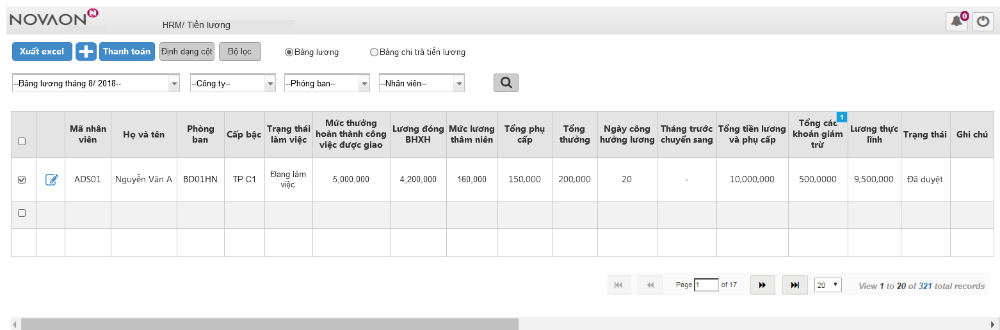 NOVAON
HRM/ Tiền lương
0
Xuất excel
Thanh toán
Định dạng cột
Bộ lọc
Bảng lương
Bảng chi trả tiền lương
--Bảng lương tháng 8/ 2018--
--Công ty--
--Phòng ban--
--Nhân viên--
Mã nhân
viên
Họ và tên
Phòng
ban
Cấp bậc
Trạng thái
làm việc
Mức thưởng
hoàn thành công
việc được giao
Lương đóng
BHXH
Mức lương
thâm niên
Tổng phụ
cấp
Tổng
thưởng
Ngày công
hưởng lương
Tháng trước
chuyển sang
Tổng tiền lương
và phụ cấp
1
Tổng các
khoản giảm
trừ
Lương thực
lĩnh
Trạng thái
Ghi chú
ADS01
Nguyễn Văn A
BD01HN
TP C1
Đang làm
việc
5,000,000
4,200,000
160,000
150,000
200,000
20
-
10,000,000
500,0000
9,500,000
Đã duyệt
Page 1 of 17
20
View 1 to 20 of 321 total records